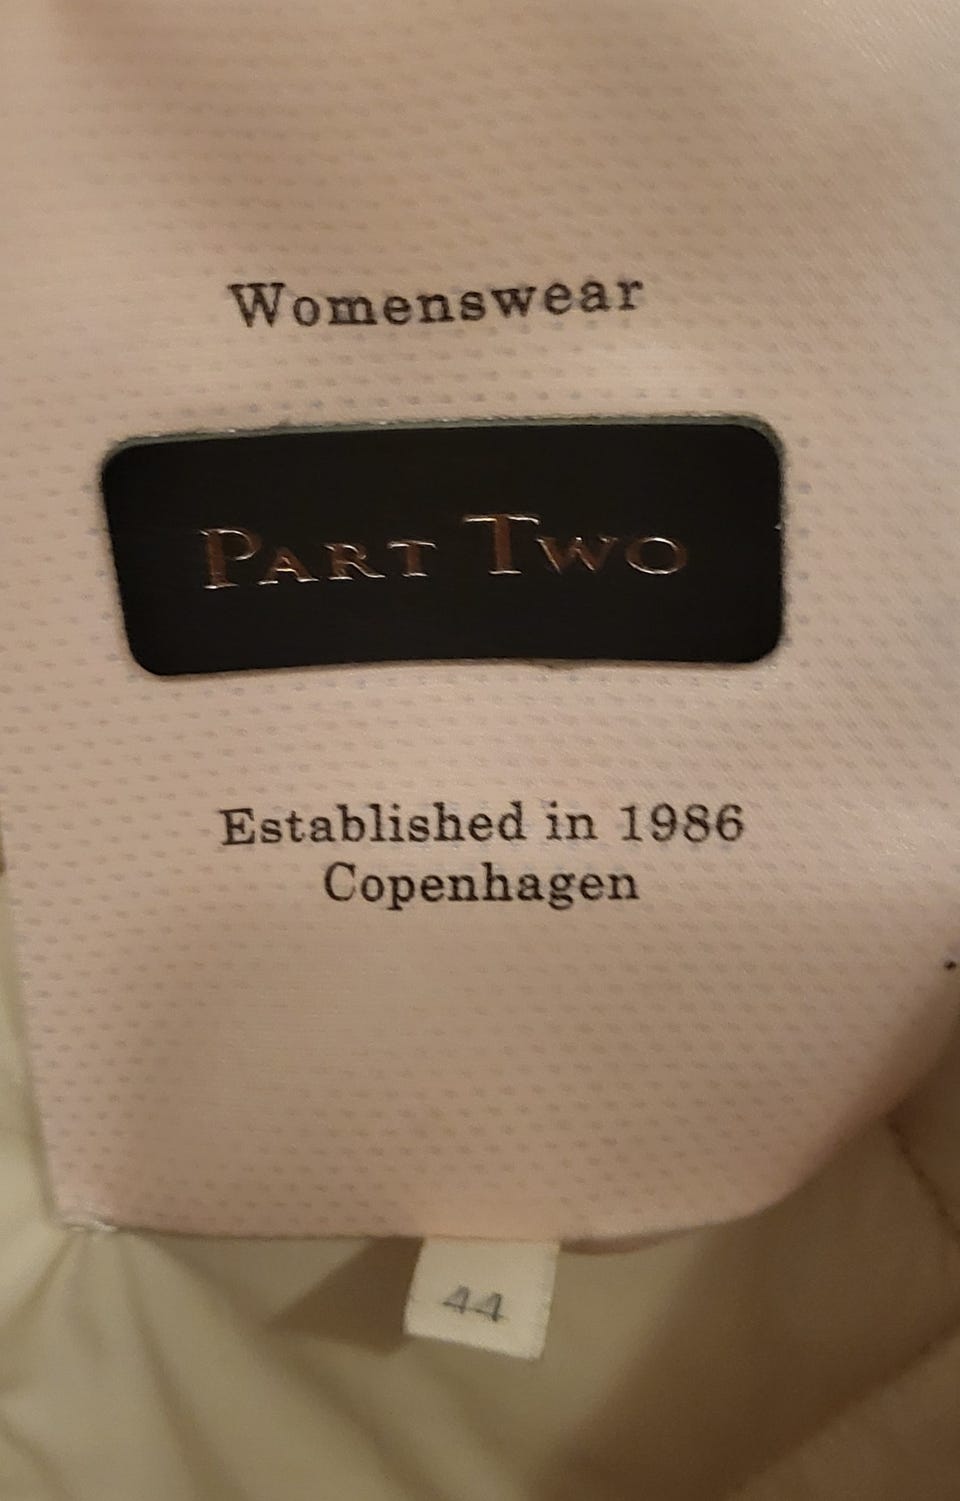 Womenswear
PART TWO
Established in 1986
Copenhagen
44